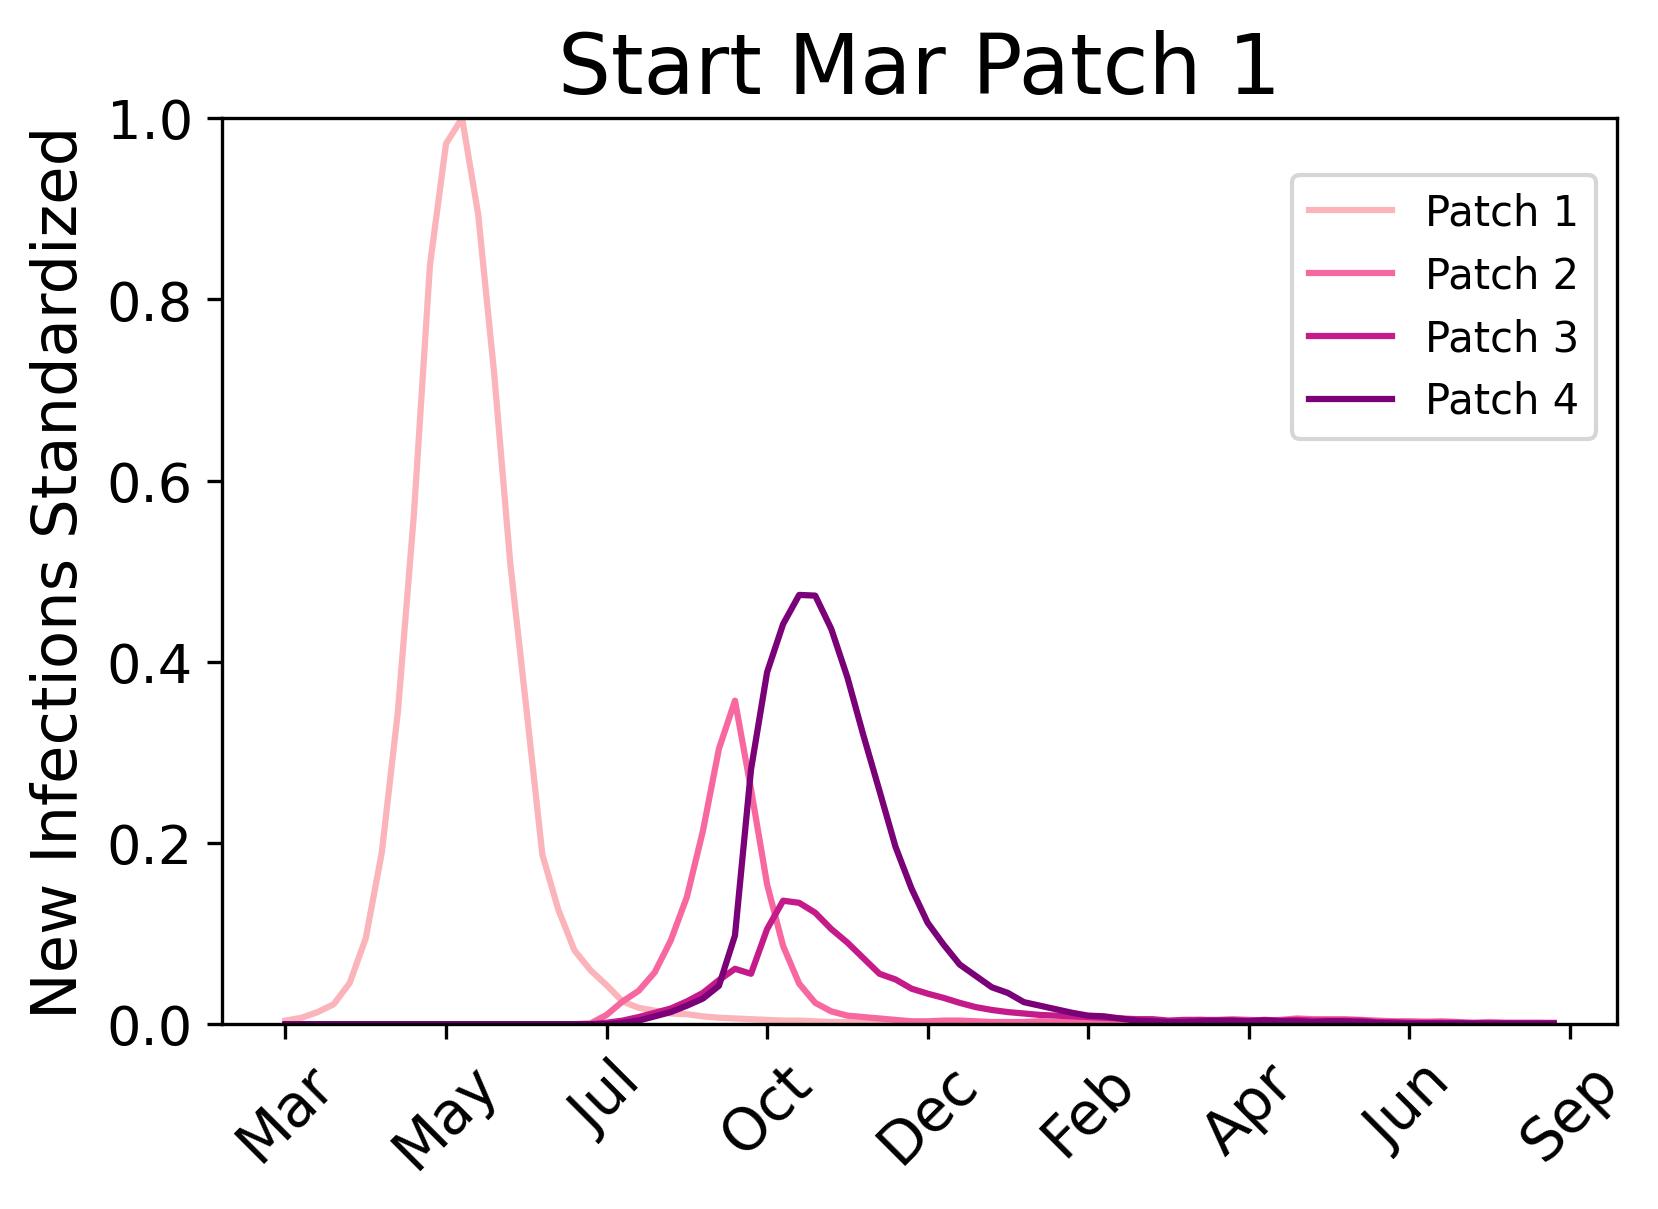 Start Mar Patch 1
New Infections Standardized
1.0
0.8
0.6
0.4
0.2
0.0
Patch 1
Patch 2
Patch 3
Patch 4
Mar
May
Jul
Oct
Dec
Feb
Apr
Jun
Sep